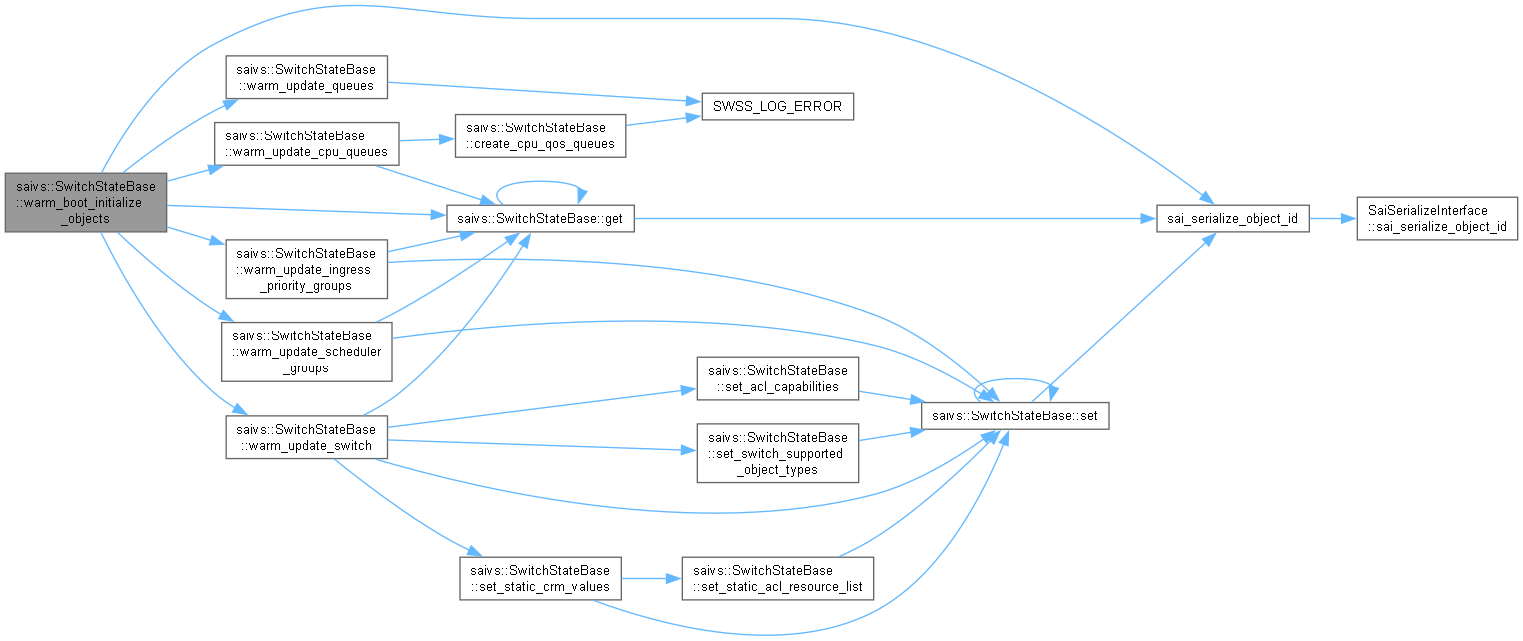 saivs::SwitchStateBase
::warm_boot_initialize
_objects
saivs::SwitchStateBase
::warm_update_queues
saivs::SwitchStateBase
::warm_update_cpu_queues
saivs::SwitchStateBase
::create_cpu_qos_queues
SWSS_LOG_ERROR
saivs::SwitchStateBase::get
sai_serialize_object_id
SaiSerializeInterface
::sai_serialize_object_id
saivs::SwitchStateBase
::warm_update_ingress
_priority_groups
saivs::SwitchStateBase
::warm_update_scheduler
_groups
saivs::SwitchStateBase
::warm_update_switch
saivs::SwitchStateBase
::set_acl_capabilities
saivs::SwitchStateBase
::set_switch_supported
_object_types
saivs::SwitchStateBase::set
saivs::SwitchStateBase
::set_static_crm_values
saivs::SwitchStateBase
::set_static_acl_resource_list